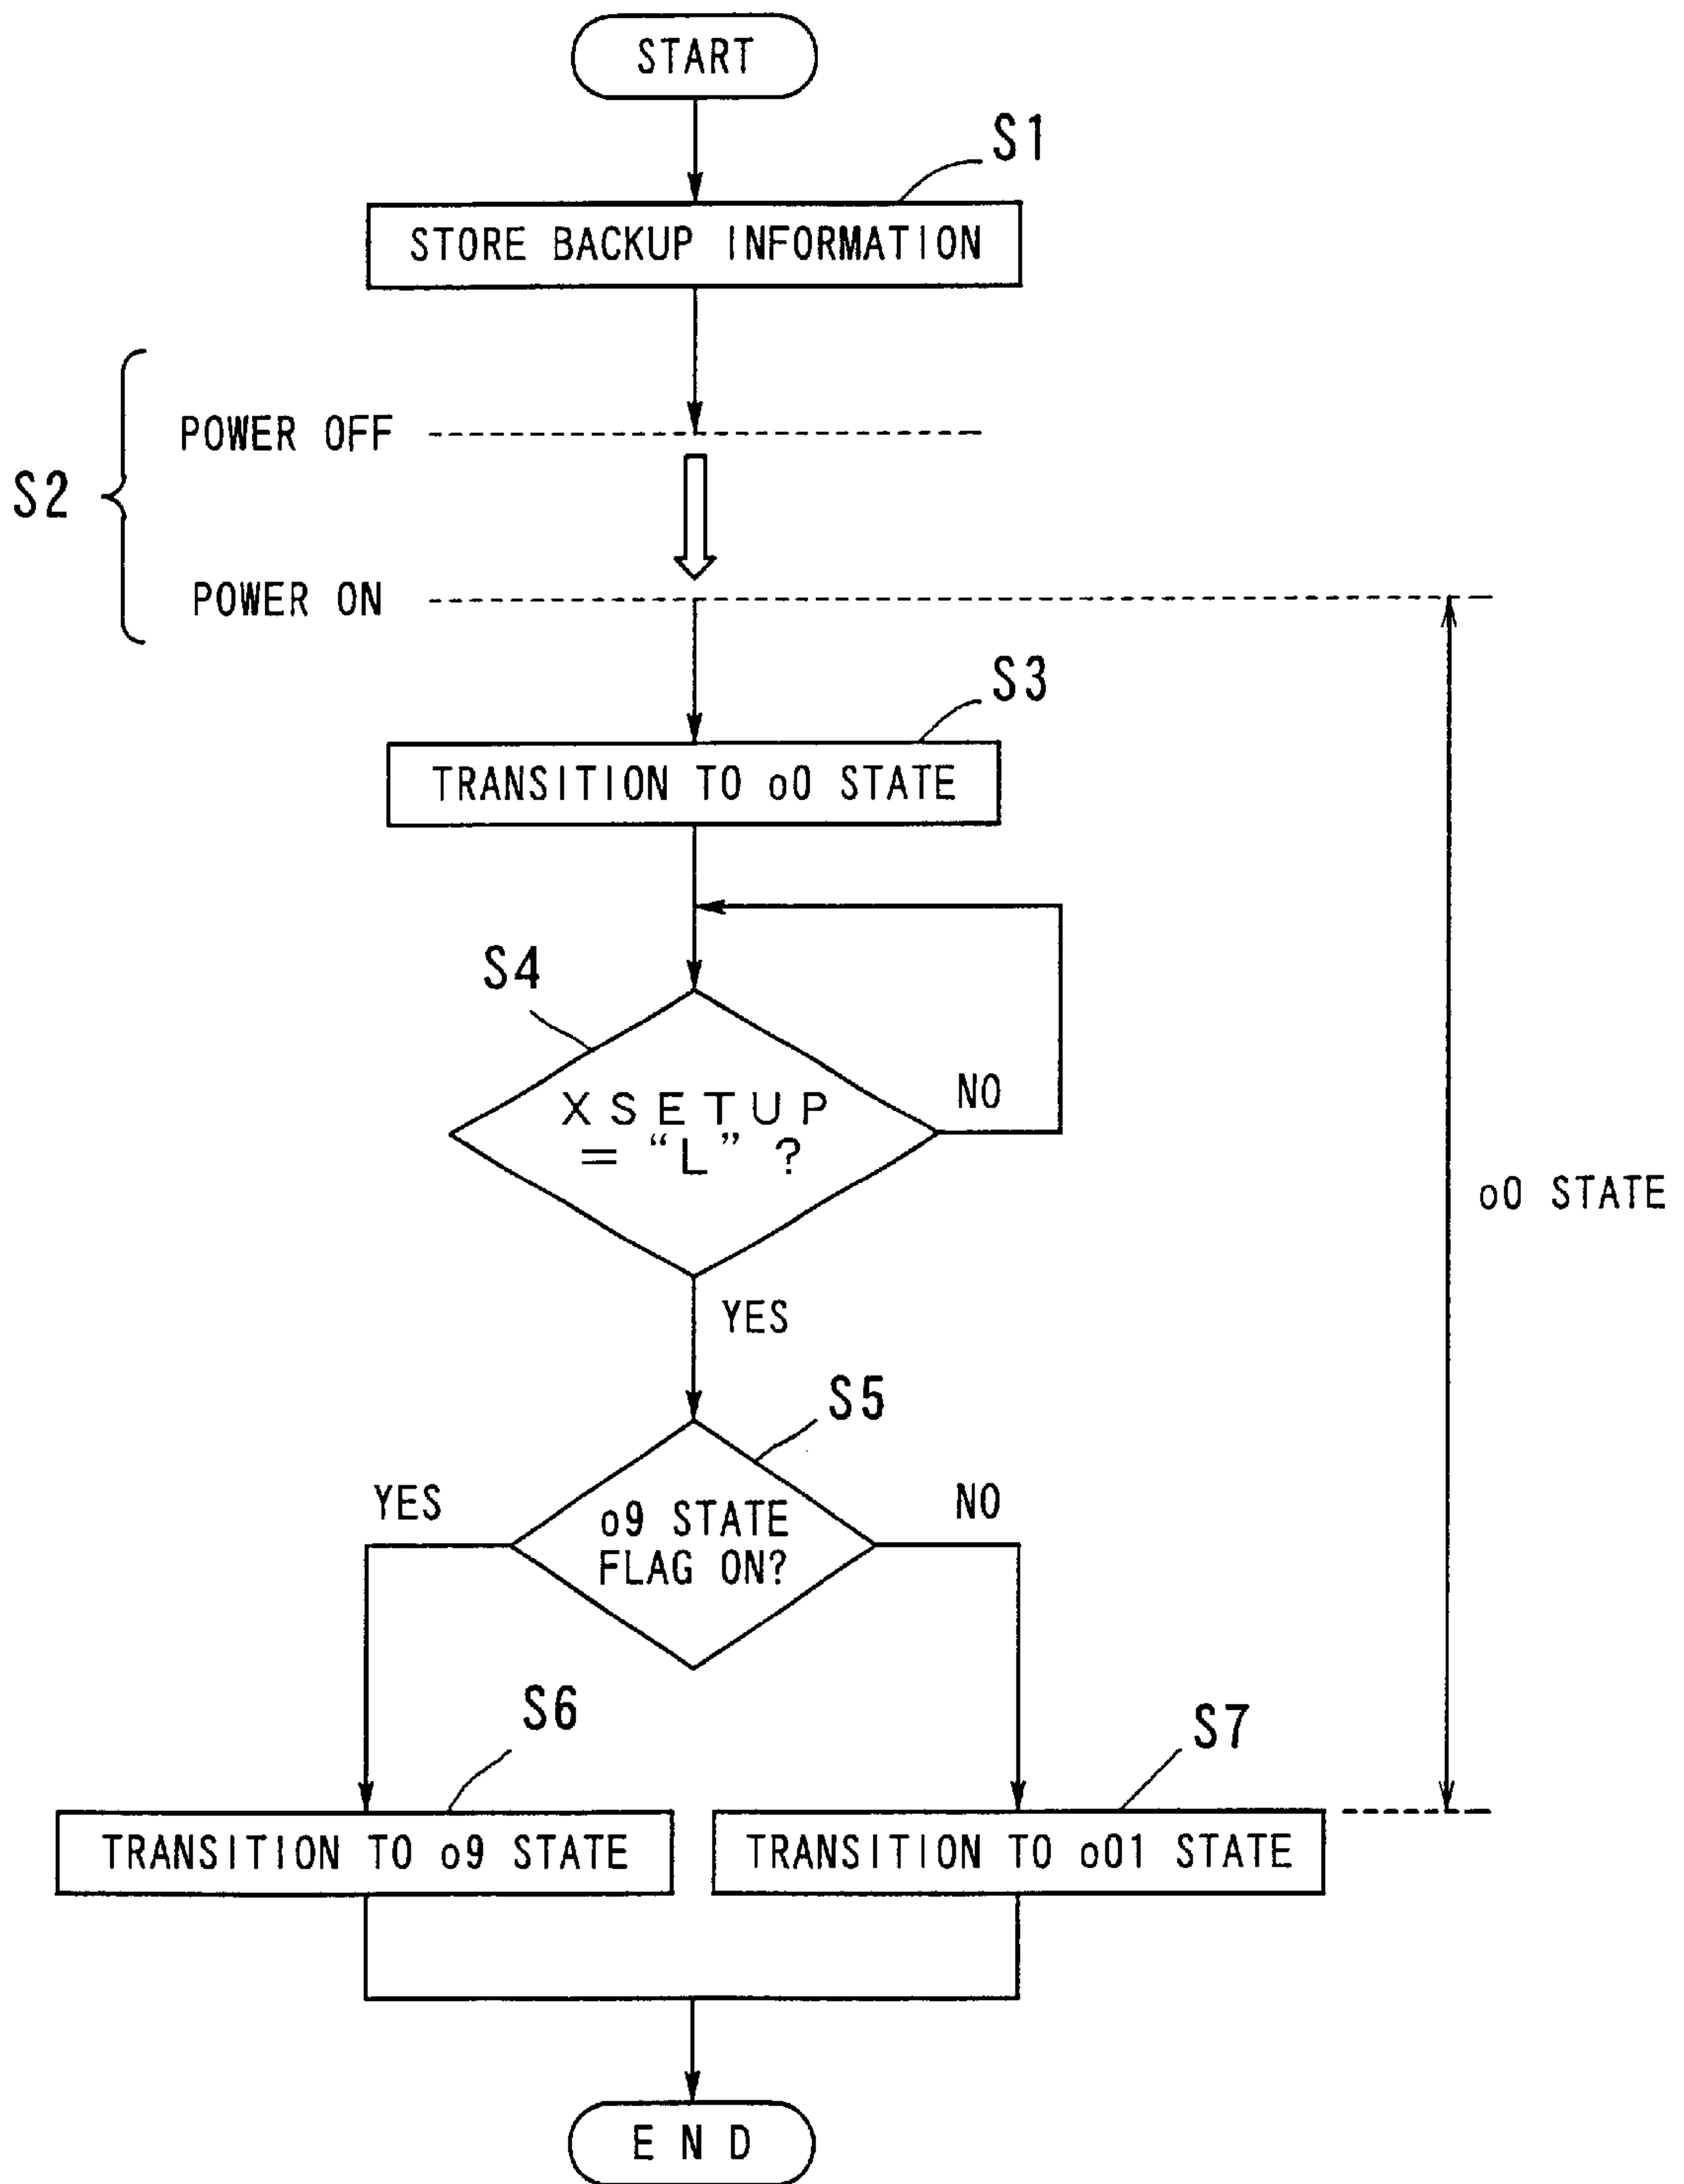 START
S1
STORE BACKUP INFORMATION
POWER OFF
S2
POWER ON
S3
TRANSITION TO o0 STATE
S4
XSETUP
= “L” ?
NO
o0 STATE
YES
S5
YES
NO
o9 STATE
FLAG ON?
S6
S7
TRANSITION TO o9 STATE
TRANSITION TO o01 STATE
END